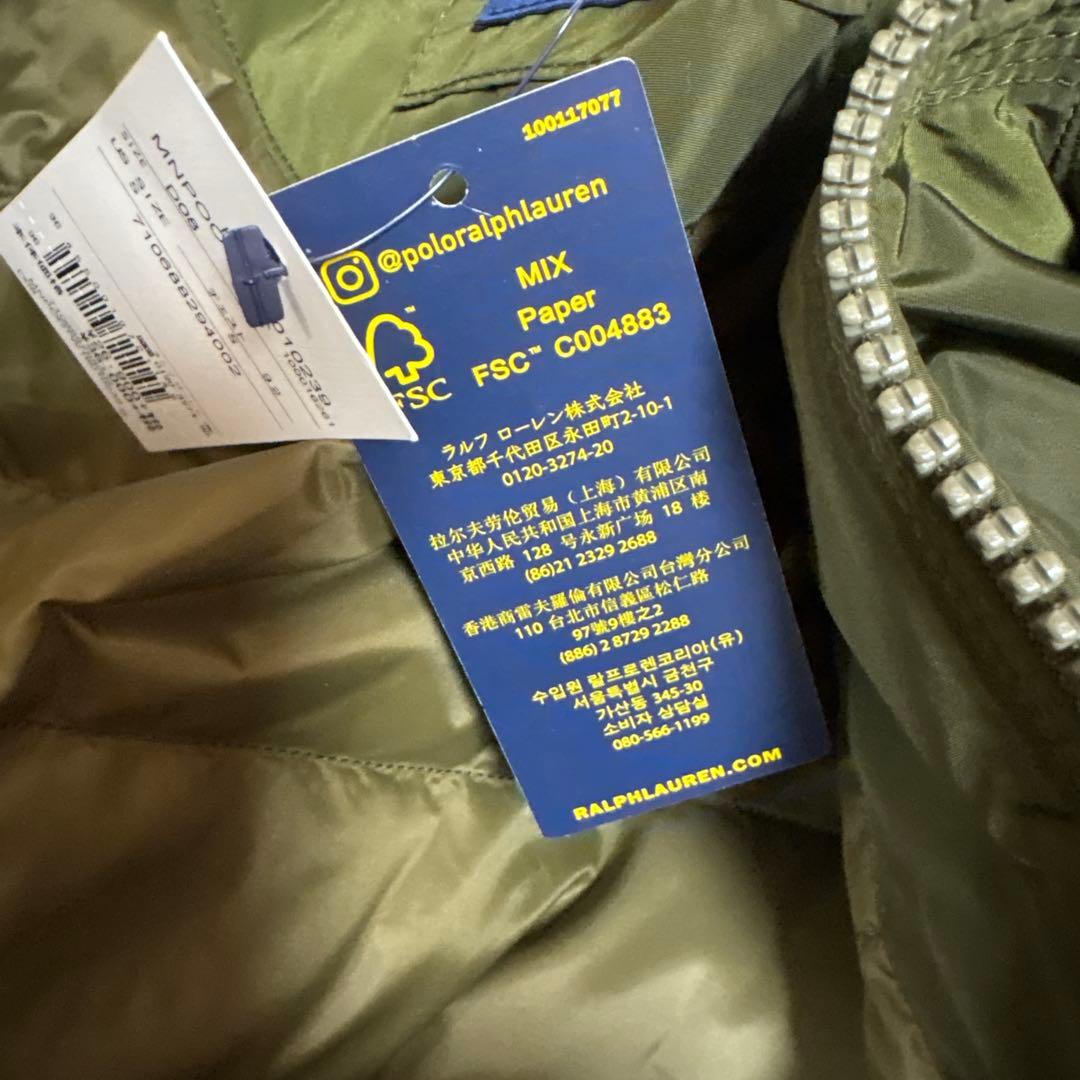 100117077
@poloralphlauren
MIX
Paper
FSC™ C004883
FSC
ラルフ ローレン株式会社
東京都千代田区永田町2-10-1
0120-3274-20
拉尔夫劳伦贸易（上海）有限公司
中华人民共和国上海市黄浦区南
京西路 128 号永新广场 18 楼
(86)21 2329 2688
香港商雷夫羅倫有限公司台灣分公司
110 台北市信義區松仁路
97號9樓之2
(886) 2 8729 2288
수입원 랄프로렌코리아(유)
서울특별시 금천구
가산동 345-30
소비자 상담실
080-566-1199
RALPHLAUREN.COM
MNPO
SIZE D08
US SIZE S
710688294002